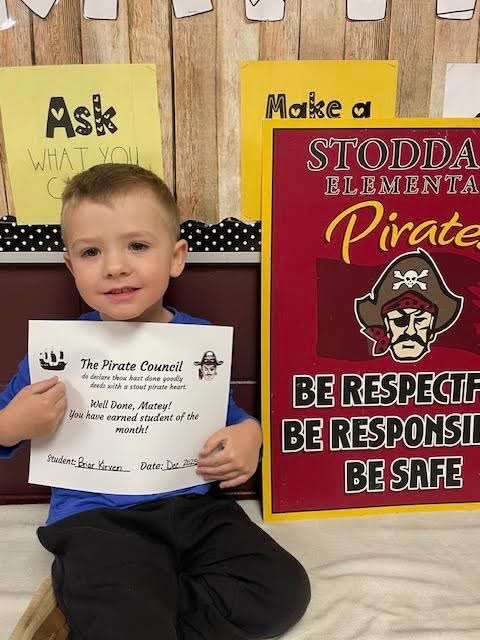 Ask
WHAT YOU
C
Make a
STODDA
ELEMENTA
Pirate
BE RESPECTF
BE RESPONSI
BE SAFE
The Pirate Council
do declare thou hast done goodly
deeds with a stout pirate heart.
Well Done, Matey!
You have earned student of the
month!
Student: Briar Kirven Date: Dec 2025